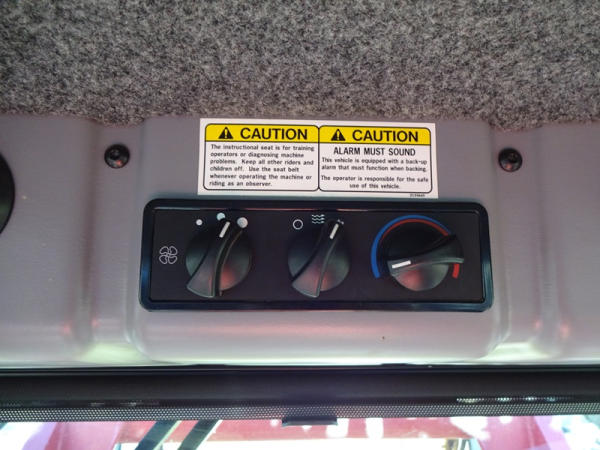 CAUTION
The instructional seat is for training
operators or diagnosing machine
problems. Keep all other riders and
children off. Use the seat belt
whenever operating the machine or
riding as an observer.
CAUTION
ALARM MUST SOUND
This vehicle is equipped with a back-up
alarm that must function when backing.
The operator is responsible for the safe
use of this vehicle.